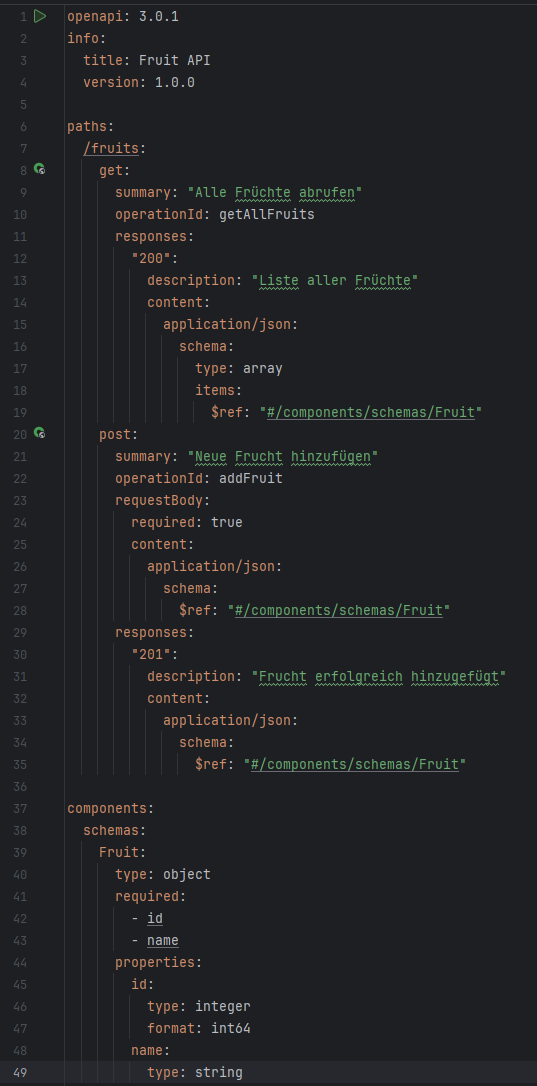 1 openapi: 3.0.1
2 info:
3   title: Fruit API
4   version: 1.0.0
5
6 paths:
7   /fruits:
8     get:
9       summary: "Alle Früchte abrufen"
10       operationId: getAllFruits
11       responses:
12         "200":
13           description: "Liste aller Früchte"
14           content:
15             application/json:
16               schema:
17                 type: array
18                 items:
19                   $ref: "#/components/schemas/Fruit"
20     post:
21       summary: "Neue Frucht hinzufügen"
22       operationId: addFruit
23       requestBody:
24         required: true
25         content:
26           application/json:
27             schema:
28               $ref: "#/components/schemas/Fruit"
29       responses:
30         "201":
31           description: "Frucht erfolgreich hinzugefügt"
32           content:
33             application/json:
34               schema:
35                 $ref: "#/components/schemas/Fruit"
36
37 components:
38   schemas:
39     Fruit:
40       type: object
41       required:
42         - id
43         - name
44       properties:
45         id:
46           type: integer
47           format: int64
48         name:
49           type: string